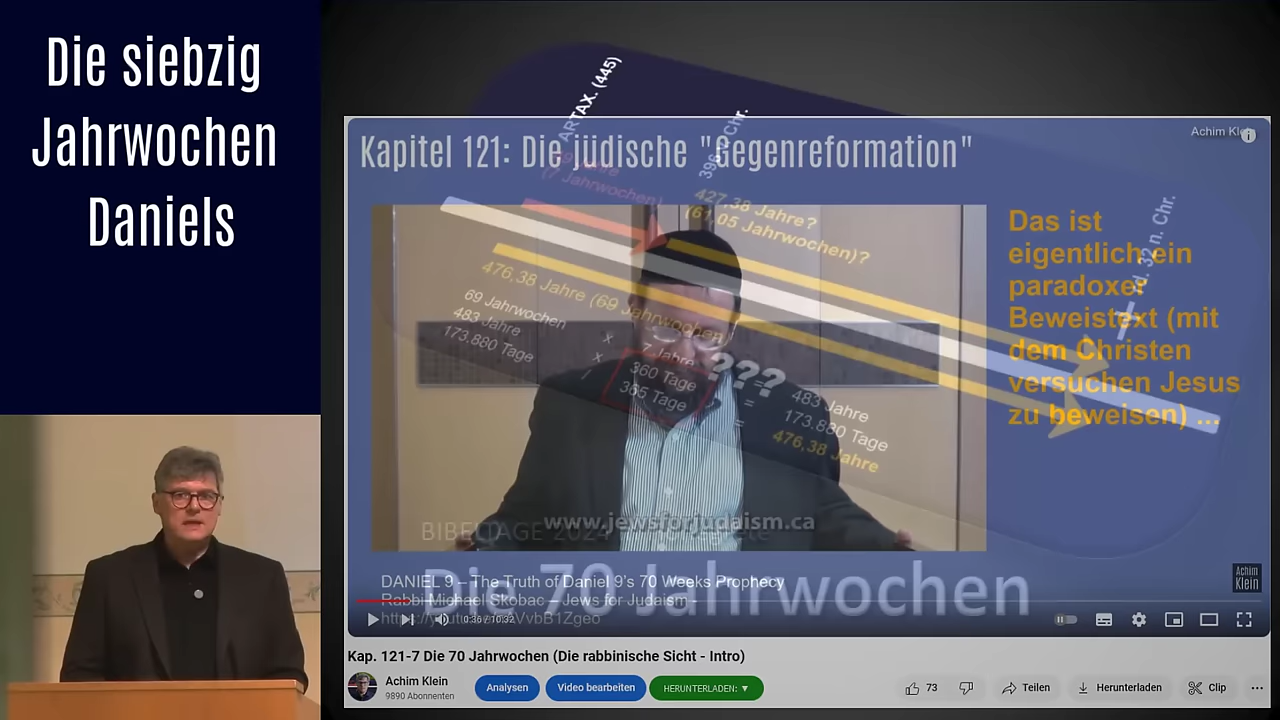 Die siebzig
Jahrwochen
Daniels
ARTAX. (445)
Achim Klein
Kapitel 121: Die jüdische "Gegenreformation"
(7 Jahrwochen)
427,38 Jahre?
(61,05 Jahrwochen)?
476,38 Jahre (69 Jahrwochen)
69 Jahrwochen x 7 Jahre = 483 Jahre
483 Jahre x 360 Tage = 173.880 Tage
173.880 Tage / 365 Tage = 476,38 Jahre
???
Das ist
eigentlich ein
paradoxer
Beweistext (mit
dem Christen
versuchen Jesus
zu beweisen) ...
www.jewsforjudaism.ca
BIBELTAGE 2024
Die 70 Jahrwochen
DANIEL 9 – The Truth of Daniel 9's 70 Weeks Prophecy
Rabbi Michael Skobac – Jews for Judaism -
Achim
Klein
0:36 / 10:32
Kap. 121-7 Die 70 Jahrwochen (Die rabbinische Sicht - Intro)
Achim Klein
9890 Abonnenten
Analysen
Video bearbeiten
HERUNTERLADEN: ▼
73
Teilen
Herunterladen
Clip